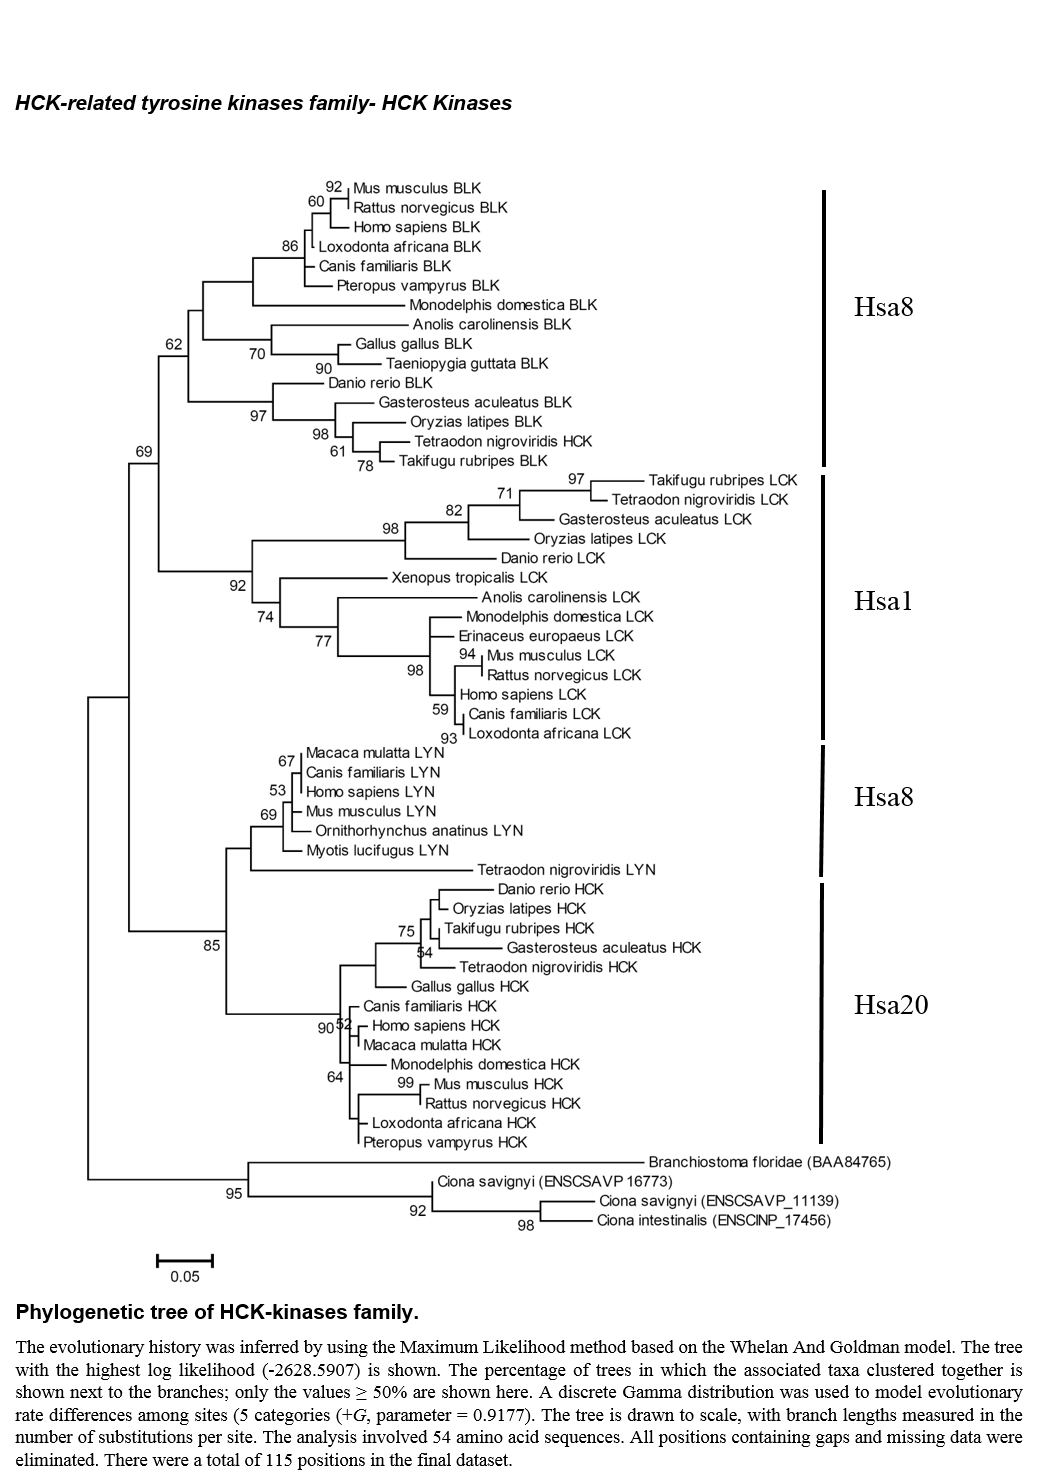 HCK-related tyrosine kinases family- HCK Kinases
92
Mus musculus BLK
60
Rattus norvegicus BLK
Homo sapiens BLK
86
Loxodonta africana BLK
Canis familiaris BLK
Pteropus vampyrus BLK
Monodelphis domestica BLK
Hsa8
Anolis carolinensis BLK
62
Gallus gallus BLK
70
Taeniopygia guttata BLK
90
Danio rerio BLK
Gasterosteus aculeatus BLK
97
Oryzias latipes BLK
98
Tetraodon nigroviridis HCK
69
61
Takifugu rubripes BLK
78
Takifugu rubripes LCK
97
71
Tetraodon nigroviridis LCK
82
Gasterosteus aculeatus LCK
98
Oryzias latipes LCK
Danio rerio LCK
Xenopus tropicalis LCK
92
Anolis carolinensis LCK
Hsa1
74
Monodelphis domestica LCK
77
Erinaceus europaeus LCK
94
Mus musculus LCK
98
Rattus norvegicus LCK
Homo sapiens LCK
59
Canis familiaris LCK
Loxodonta africana LCK
93
Macaca mulatta LYN
67
Canis familiaris LYN
53
Homo sapiens LYN
Hsa8
69
Mus musculus LYN
Ornithorhynchus anatinus LYN
Myotis lucifugus LYN
Tetraodon nigroviridis LYN
Danio rerio HCK
Oryzias latipes HCK
75
Takifugu rubripes HCK
85
54
Gasterosteus aculeatus HCK
Tetraodon nigroviridis HCK
Gallus gallus HCK
Canis familiaris HCK
Hsa20
90
52
Homo sapiens HCK
Macaca mulatta HCK
Monodelphis domestica HCK
64
99
Mus musculus HCK
Rattus norvegicus HCK
Loxodonta africana HCK
Pteropus vampyrus HCK
Branchiostoma floridae (BAA84765)
95
Ciona savignyi (ENSCSAVP 16773)
92
Ciona savignyi (ENSCSAVP_11139)
98
Ciona intestinalis (ENSCINP_17456)
0.05
Phylogenetic tree of HCK-kinases family.
The evolutionary history was inferred by using the Maximum Likelihood method based on the Whelan And Goldman model. The tree
with the highest log likelihood (-2628.5907) is shown. The percentage of trees in which the associated taxa clustered together is
shown next to the branches; only the values ≥ 50% are shown here. A discrete Gamma distribution was used to model evolutionary
rate differences among sites (5 categories (+G, parameter = 0.9177). The tree is drawn to scale, with branch lengths measured in the
number of substitutions per site. The analysis involved 54 amino acid sequences. All positions containing gaps and missing data were
eliminated. There were a total of 115 positions in the final dataset.